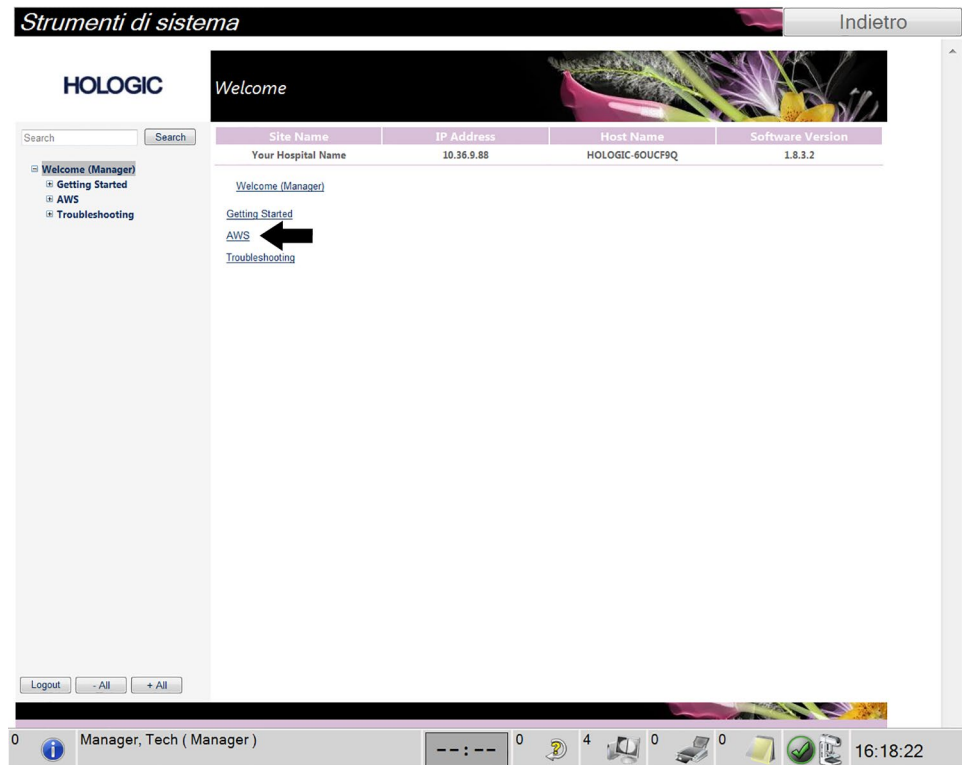 Strumenti di sistema
Indietro
HOLOGIC
Welcome
Search
Search
Site Name IP Address Host Name Software Version
Your Hospital Name 10.36.9.88 HOLOGIC-6OUCF9Q 1.8.3.2
Welcome (Manager)
Getting Started
AWS
Troubleshooting
Welcome (Manager)
Getting Started
AWS
Troubleshooting
Logout
- All
+ All
0
Manager, Tech ( Manager )
--:--
0
4
0
0
16:18:22